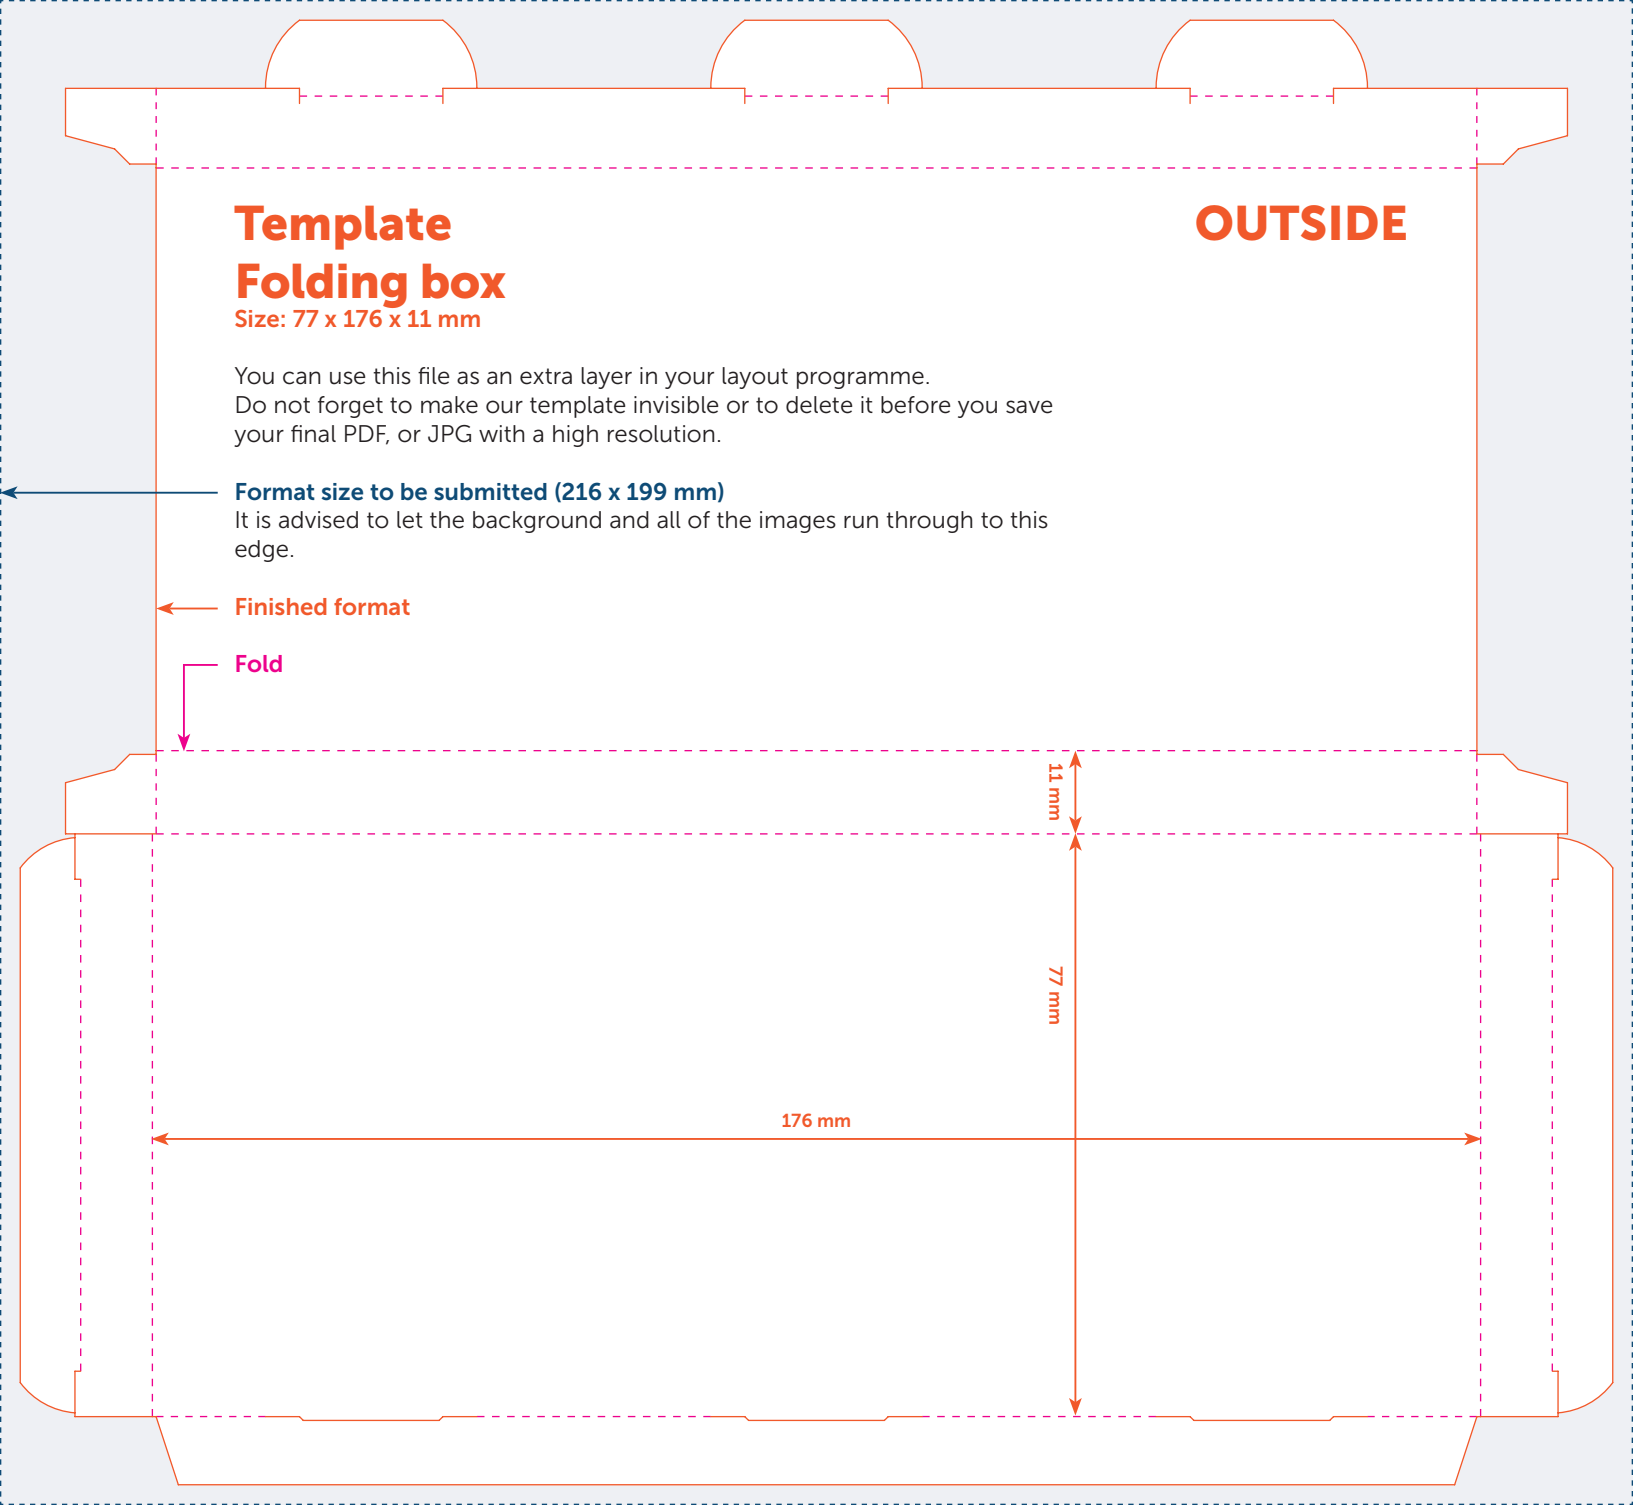 Template
OUTSIDE
Folding box
Size: 77 x 176 x 11 mm
You can use this file as an extra layer in your layout programme.
Do not forget to make our template invisible or to delete it before you save
your final PDF, or JPG with a high resolution.
Format size to be submitted (216 x 199 mm)
It is advised to let the background and all of the images run through to this
edge.
Finished format
Fold
11 mm
77 mm
176 mm